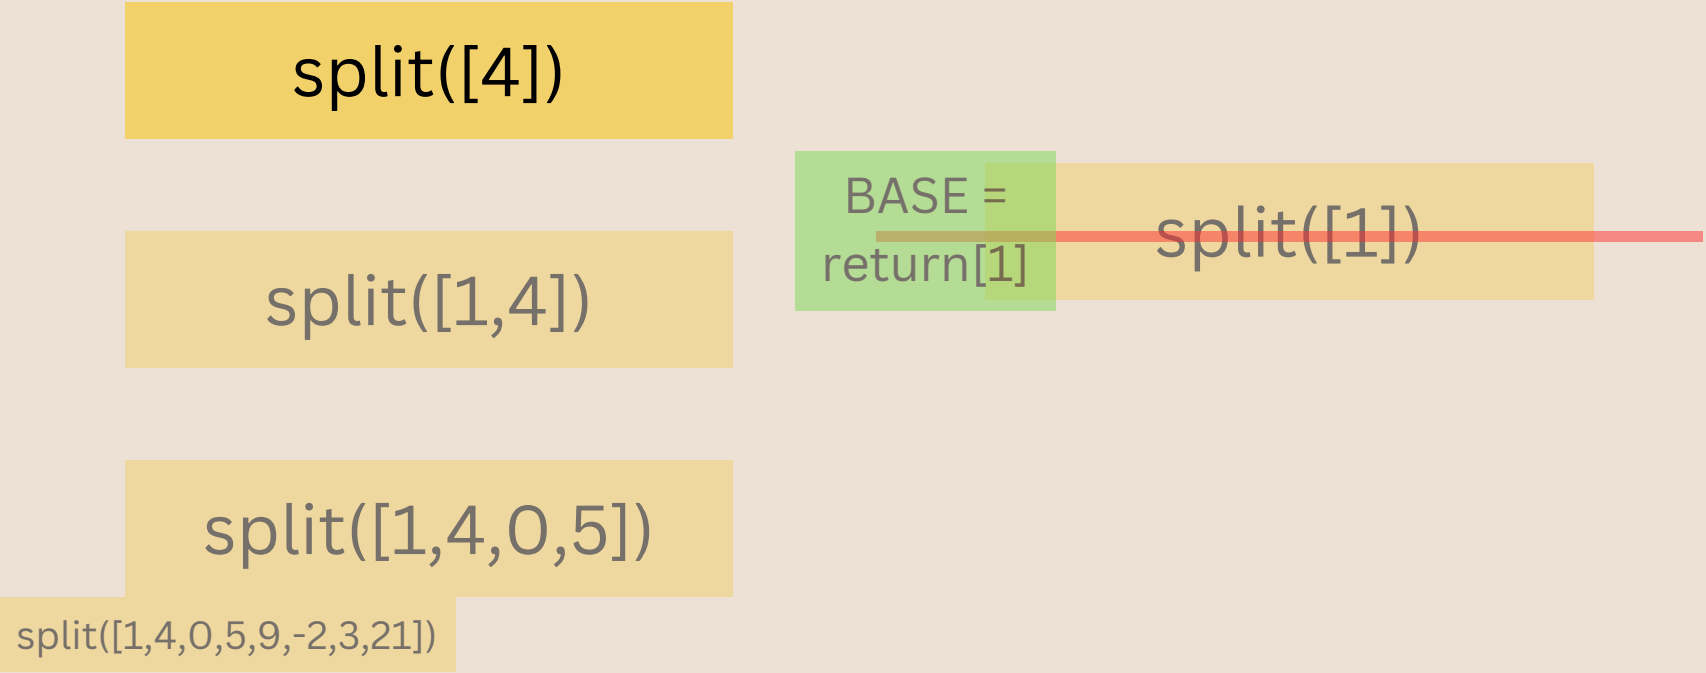 split([4])
BASE =
return[1]
split([1])
split([1,4])
split([1,4,0,5])
split([1,4,0,5,9,-2,3,21])